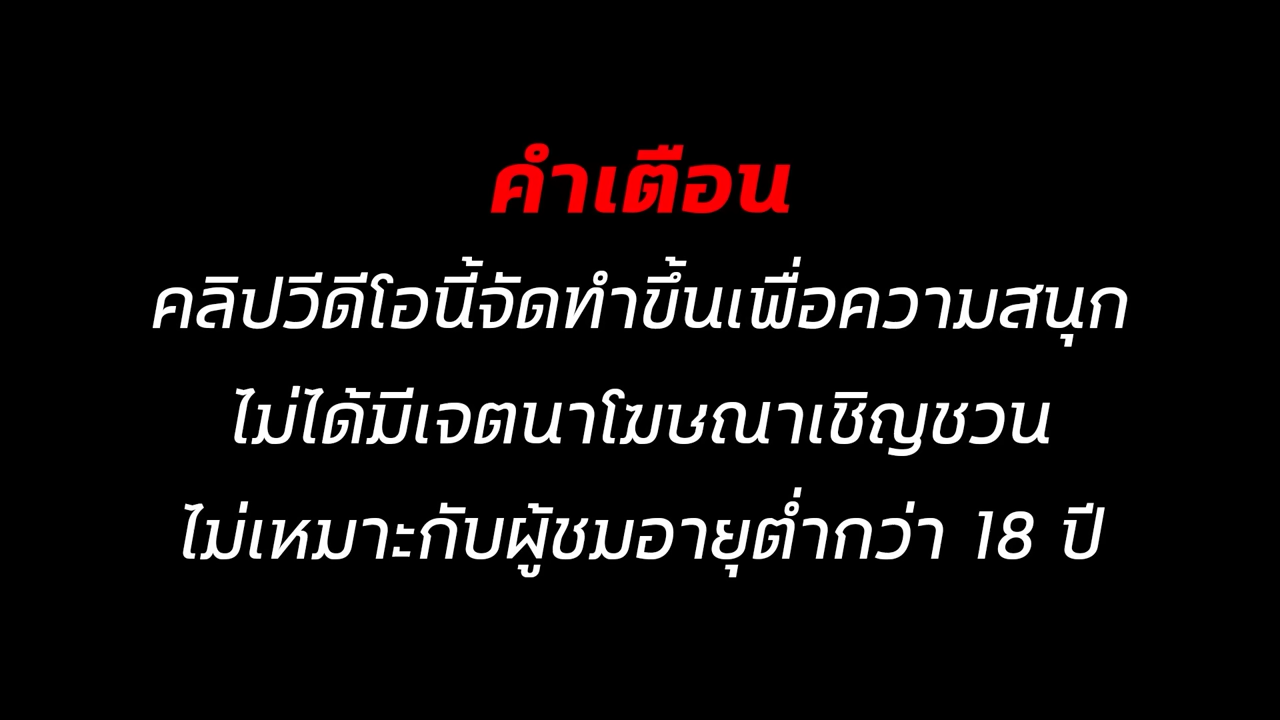 คำเตือน
คลิปวีดีโอนี้จัดทำขึ้นเพื่อความสนุก
ไม่ได้มีเจตนาโฆษณาเชิญชวน
ไม่เหมาะกับผู้ชมอายุต่ำกว่า 18 ปี